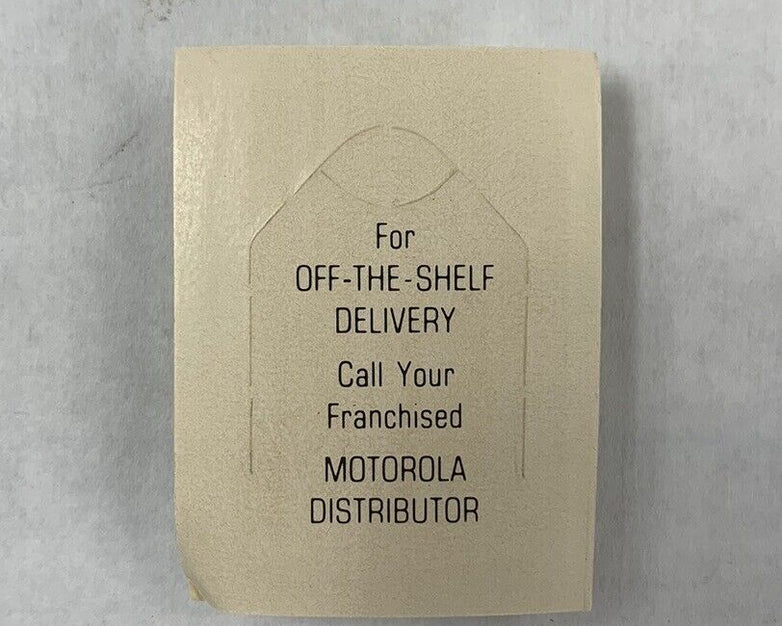 For
OFF-THE-SHELF
DELIVERY
Call Your
Franchised
MOTOROLA
DISTRIBUTOR